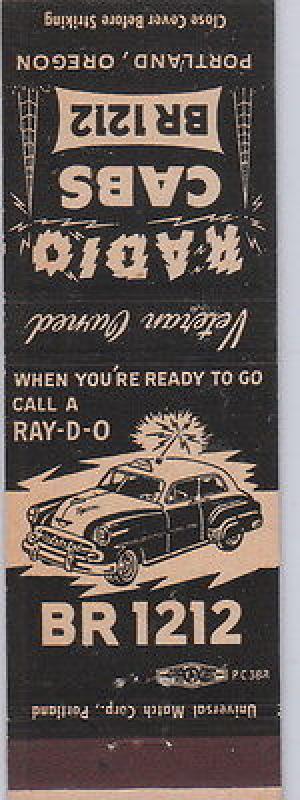 Close Cover Before Striking
PORTLAND, OREGON
BR 1212
CABS
RADIO
Veteran Owned
WHEN YOU'RE READY TO GO
CALL A
RAY-D-O
BR 1212
P.C.38A
Universal Match Corp., Portland